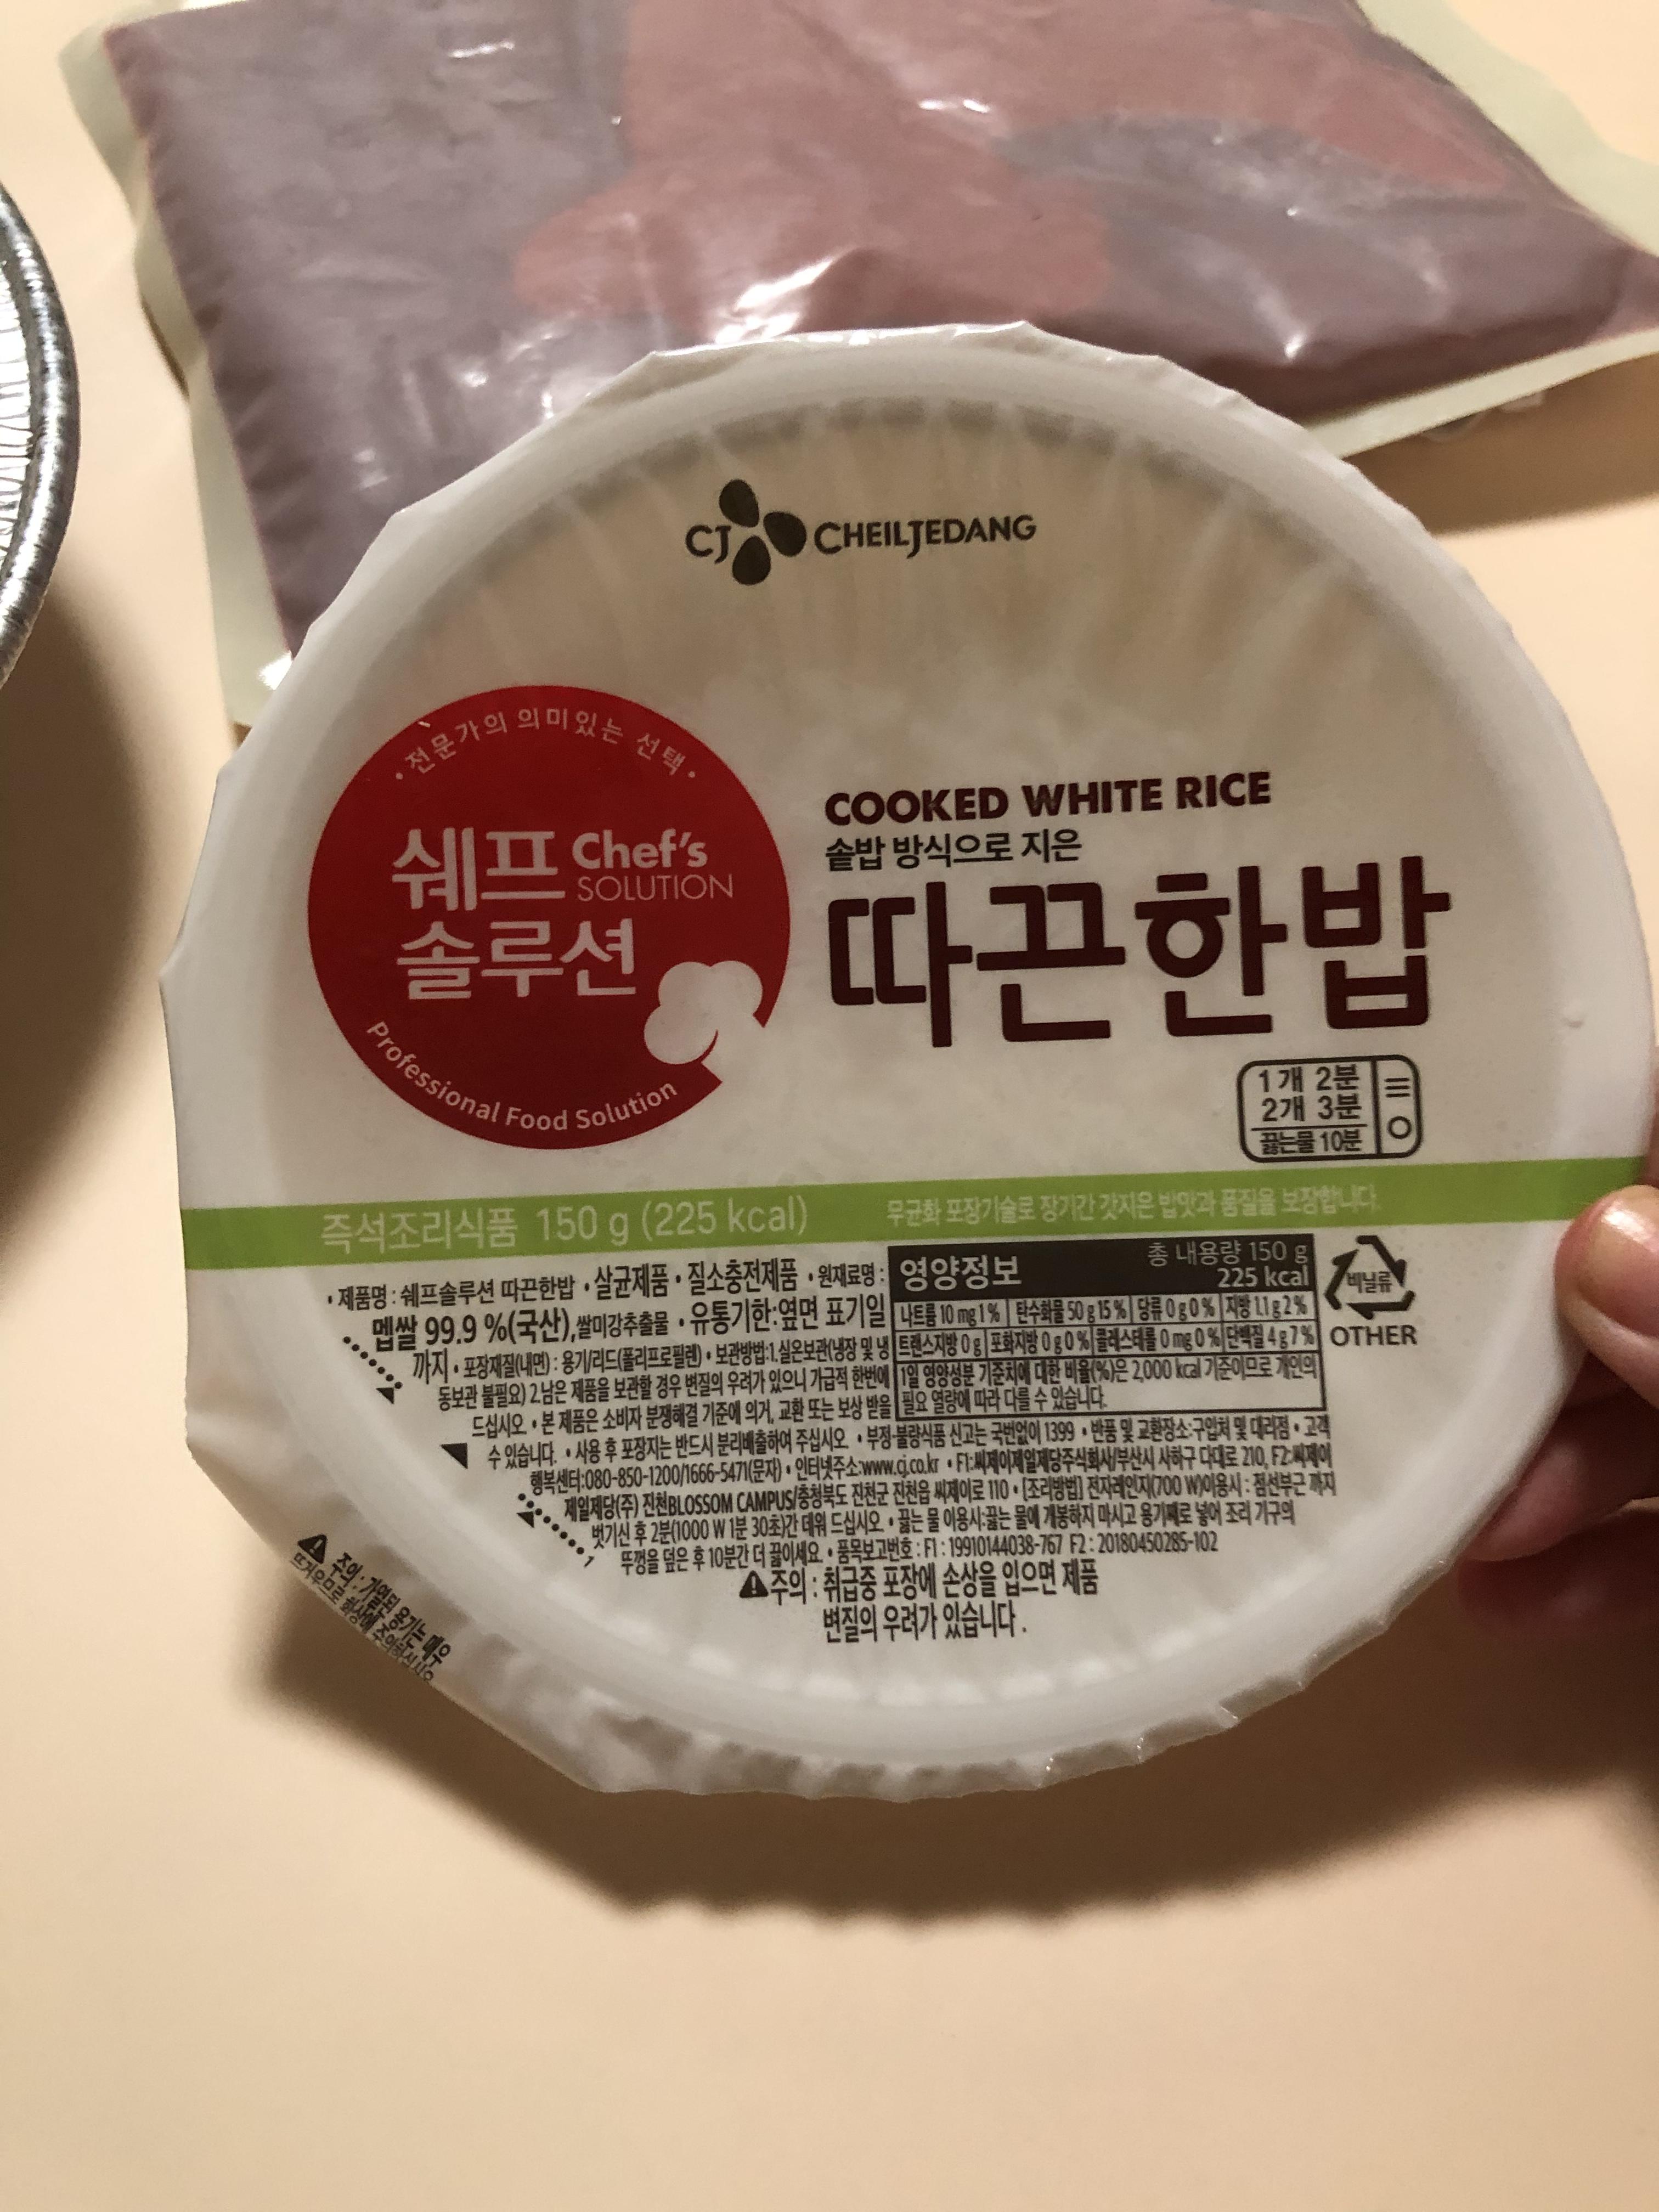 CJ CHEILJEDANG
• 전문가의 의미있는 선택 •
쉐프 Chef's
SOLUTION
솔루션
Professional Food Solution
COOKED WHITE RICE
솥밥 방식으로 지은
따끈한밥
1개 2분
2개 3분
끓는물 10분
즉석조리식품 150 g (225 kcal)
무균화 포장기술로 장기간 갓지은 밥맛과 품질을 보장합니다.
• 제품명 : 쉐프솔루션 따끈한밥 • 살균제품 • 질소충전제품 • 원재료명 :
멥쌀 99.9 %(국산), 쌀미강추출물 • 유통기한:옆면 표기일
까지 • 포장재질(내면) : 용기/리드(폴리프로필렌) • 보관방법:1.실온보관(냉장 및 냉
동보관 불필요) 2.남은 제품을 보관할 경우 변질의 우려가 있으니 가급적 한번에
드십시오 • 본 제품은 소비자 분쟁해결 기준에 의거, 교환 또는 보상 받을
수 있습니다. • 사용 후 포장지는 반드시 분리배출하여 주십시오 • 부정·불량식품 신고는 국번없이 1399 • 반품 및 교환장소:구입처 및 대리점 • 고객
행복센터:080-850-1200/1666-5471(문자) • 인터넷주소:www.cj.co.kr • F1:씨제이제일제당주식회사/부산시 사하구 다대로 210, F2:씨제이
제일제당(주) 진천BLOSSOM CAMPUS/충청북도 진천군 진천읍 씨제이로 110 • [조리방법] 전자레인지(700 W)이용시 : 점선부근 까지
벗기신 후 2분(1000 W 1분 30초)간 데워 드십시오 • 끓는 물 이용시:끓는 물에 개봉하지 마시고 용기째로 넣어 조리 기구의
뚜껑을 덮은 후 10분간 더 끓이세요. • 품목보고번호 : F1 : 19910144038-767 F2 : 20180450285-102
주의 : 취급중 포장에 손상을 입으면 제품
변질의 우려가 있습니다.
영양정보
총 내용량 150 g
225 kcal
나트륨 10 mg 1 % 탄수화물 50 g 15 % 당류 0 g 0 % 지방 1.1 g 2 %
트랜스지방 0 g 포화지방 0 g 0 % 콜레스테롤 0 mg 0 % 단백질 4 g 7 %
1일 영양성분 기준치에 대한 비율(%)은 2,000 kcal 기준이므로 개인의
필요 열량에 따라 다를 수 있습니다.
비닐류
OTHER
주의 : 가열된 용기는 매우
뜨거우므로 화상에 주의하십시오